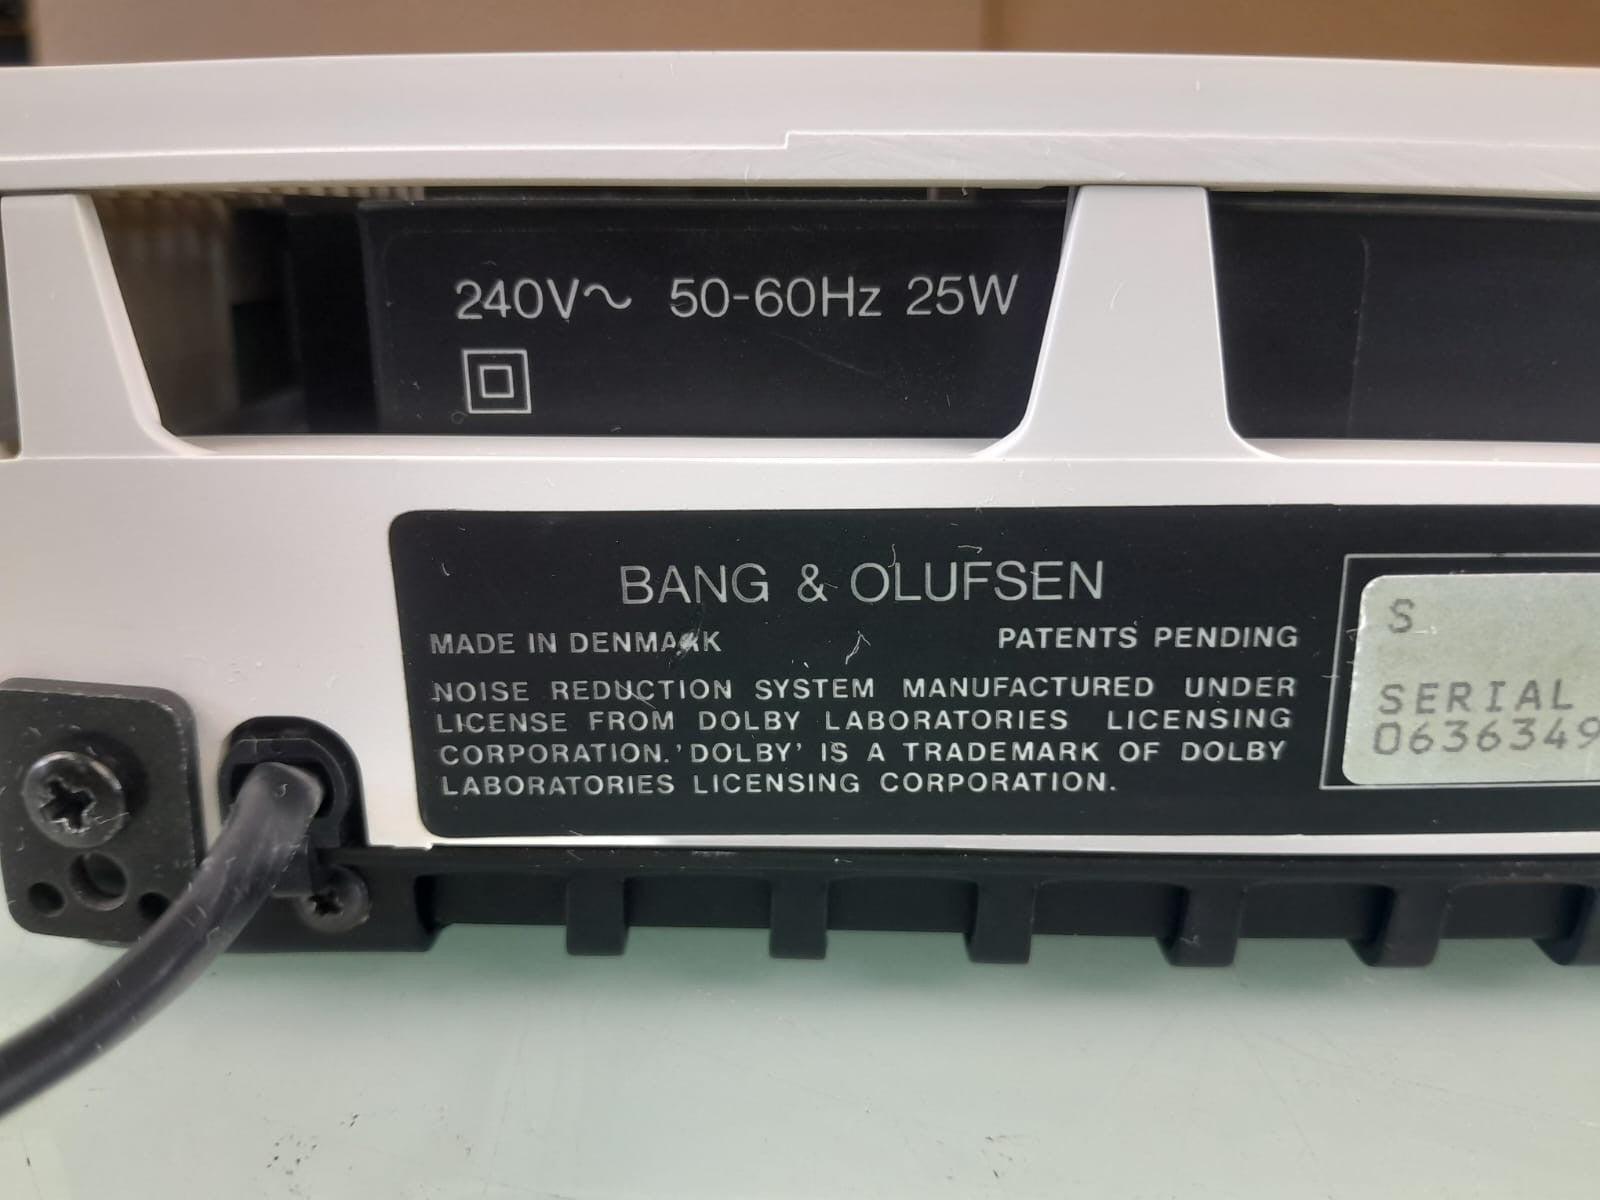 240V~ 50-60Hz 25W
BANG & OLUFSEN
MADE IN DENMARK PATENTS PENDING
NOISE REDUCTION SYSTEM MANUFACTURED UNDER
LICENSE FROM DOLBY LABORATORIES LICENSING
CORPORATION. 'DOLBY' IS A TRADEMARK OF DOLBY
LABORATORIES LICENSING CORPORATION.
S
SERIAL
0636349